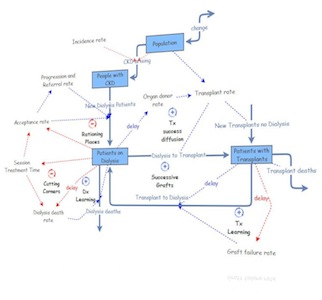 change
Incidence rate
Population
CKD Ageing
Progression and
Referral rate
People with
CKD
Organ donor
rate
Transplant rate
New Dialysis Patients
Acceptance rate
Rationing
Places
delay
Tx
success
diffusion
New Transplants no Dialysis
Patients on
Dialysis
Dialysis to Transplant
Patients with
Transplants
Session
Treatment Time
Cutting
Corners
delay
Dx
Learning
Successive
Grafts
delay
Transplant deaths
Transplant to Dialysis
delay
Dialysis death
rate
Dialysis deaths
Tx
Learning
Graft failure rate